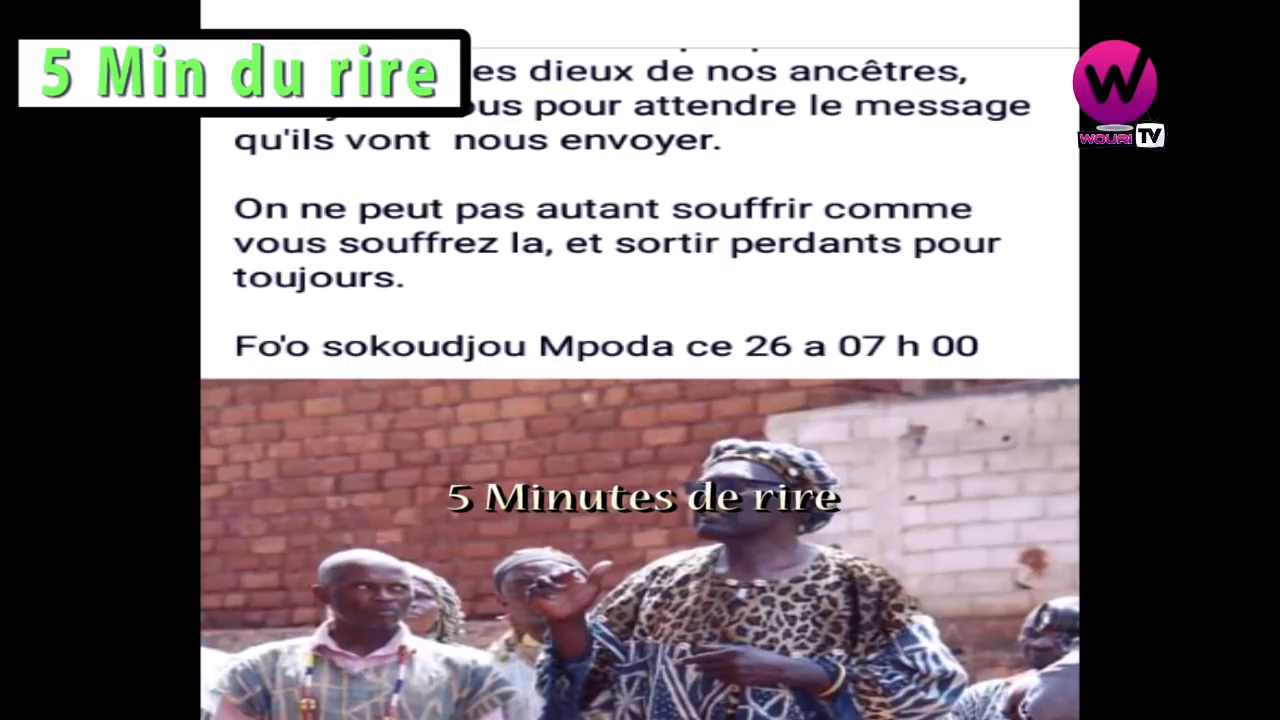 5 Min du rire
es dieux de nos ancêtres,
ous pour attendre le message
qu'ils vont nous envoyer.
On ne peut pas autant souffrir comme
vous souffrez la, et sortir perdants pour
toujours.
Fo'o sokoudjou Mpoda ce 26 a 07 h 00
5 Minutes de rire
W
WOURI TV